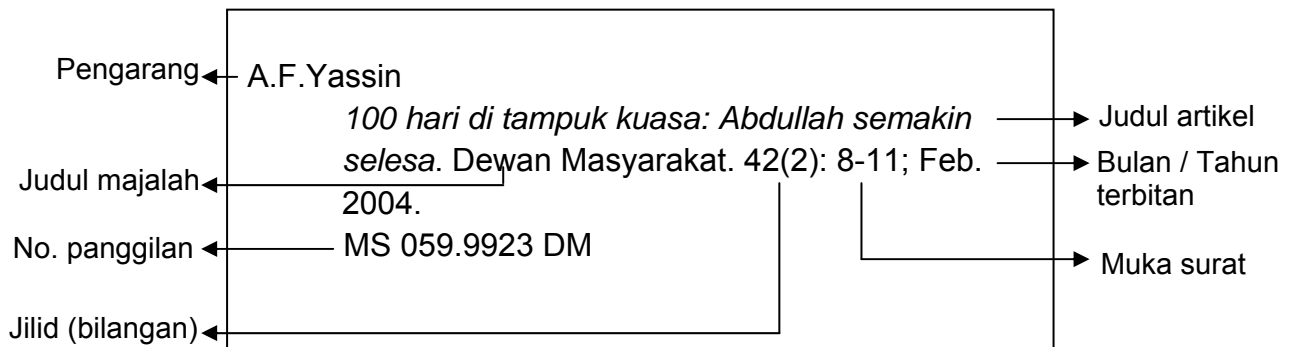 Pengarang
A.F.Yassin
100 hari di tampuk kuasa: Abdullah semakin
Judul artikel
selesa. Dewan Masyarakat. 42(2): 8-11; Feb.
Bulan / Tahun
terbitan
Judul majalah
2004.
No. panggilan
MS 059.9923 DM
Muka surat
Jilid (bilangan)